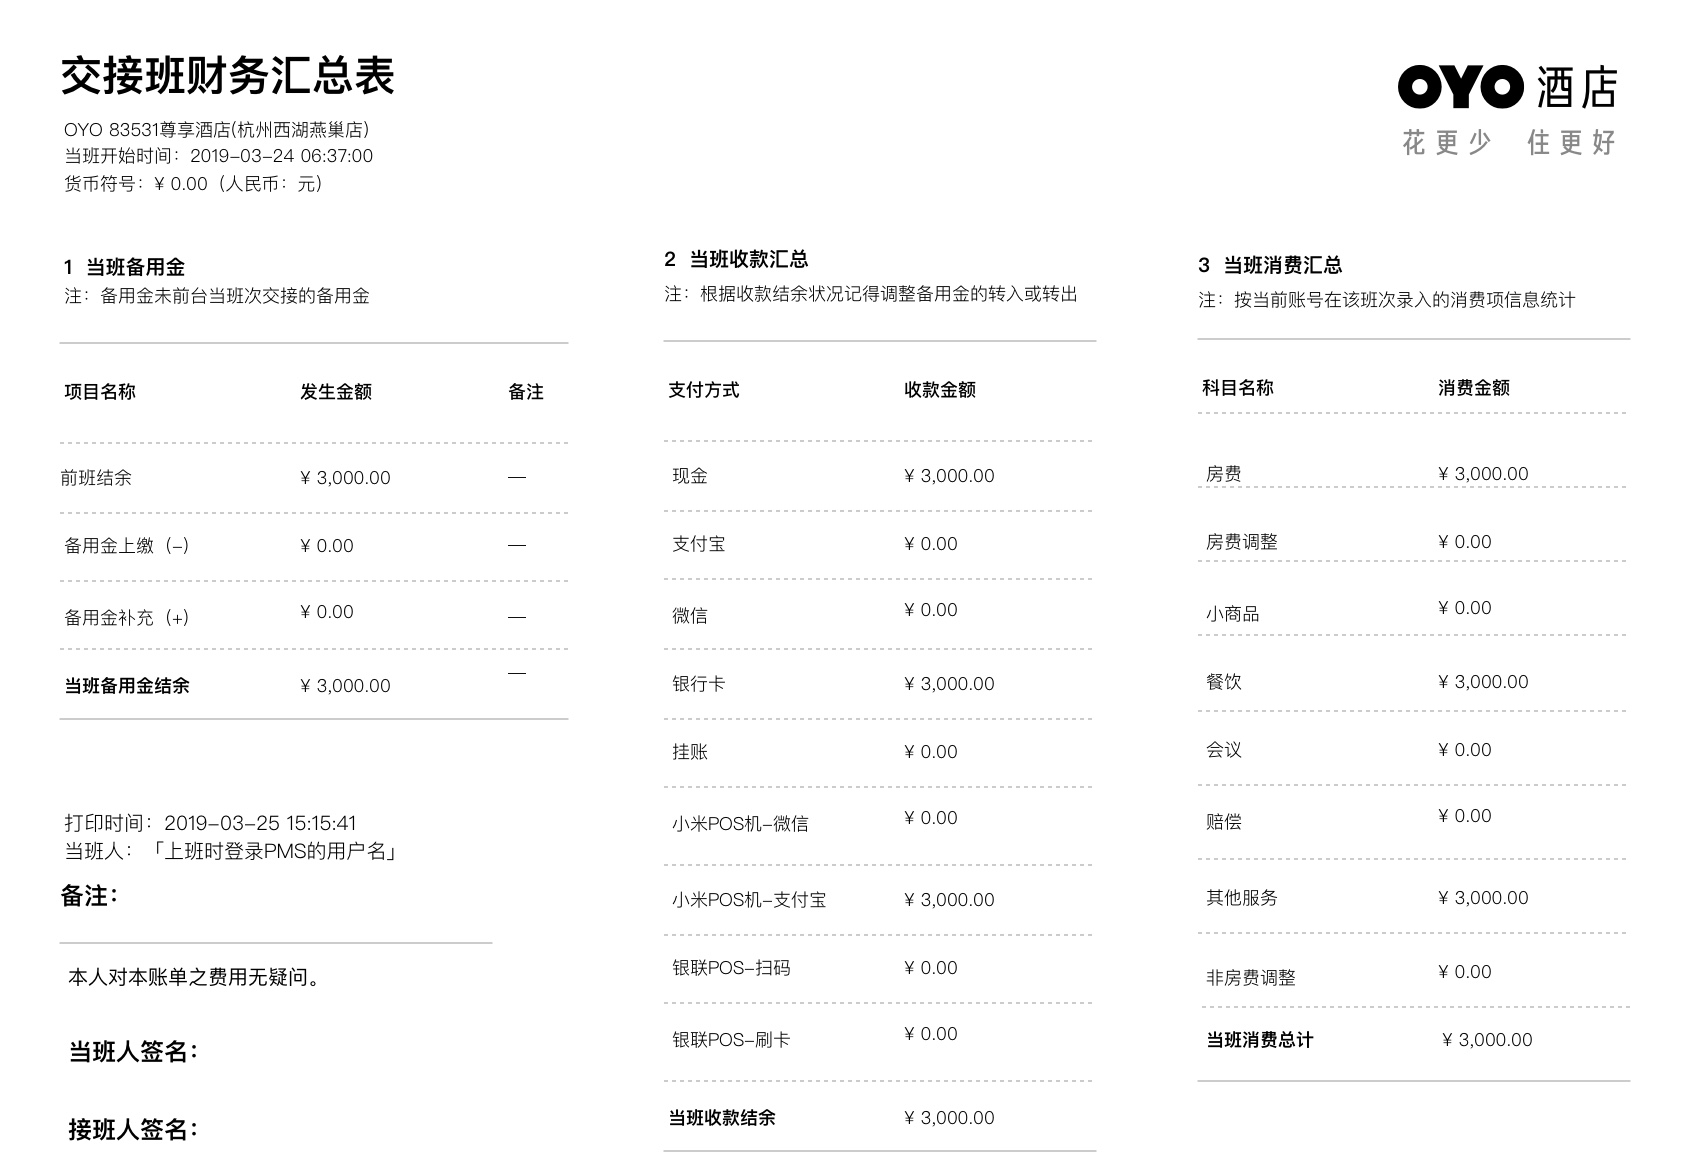 交接班财务汇总表
OYO 83531尊享酒店(杭州西湖燕巢店)
当班开始时间：2019-03-24 06:37:00
货币符号：¥ 0.00（人民币：元）
OYO 酒店
花更少 住更好
1 当班备用金
注：备用金未前台当班次交接的备用金
项目名称 发生金额 备注
前班结余 ¥ 3,000.00 —
备用金上缴（-） ¥ 0.00 —
备用金补充（+） ¥ 0.00 —
当班备用金结余 ¥ 3,000.00 —
打印时间：2019-03-25 15:15:41
当班人：「上班时登录PMS的用户名」
备注：
本人对本账单之费用无疑问。
当班人签名：
接班人签名：
2 当班收款汇总
注：根据收款结余状况记得调整备用金的转入或转出
支付方式 收款金额
现金 ¥ 3,000.00
支付宝 ¥ 0.00
微信 ¥ 0.00
银行卡 ¥ 3,000.00
挂账 ¥ 0.00
小米POS机-微信 ¥ 0.00
小米POS机-支付宝 ¥ 3,000.00
银联POS-扫码 ¥ 0.00
银联POS-刷卡 ¥ 0.00
当班收款结余 ¥ 3,000.00
3 当班消费汇总
注：按当前账号在该班次录入的消费项信息统计
科目名称 消费金额
房费 ¥ 3,000.00
房费调整 ¥ 0.00
小商品 ¥ 0.00
餐饮 ¥ 3,000.00
会议 ¥ 0.00
赔偿 ¥ 0.00
其他服务 ¥ 3,000.00
非房费调整 ¥ 0.00
当班消费总计 ¥ 3,000.00